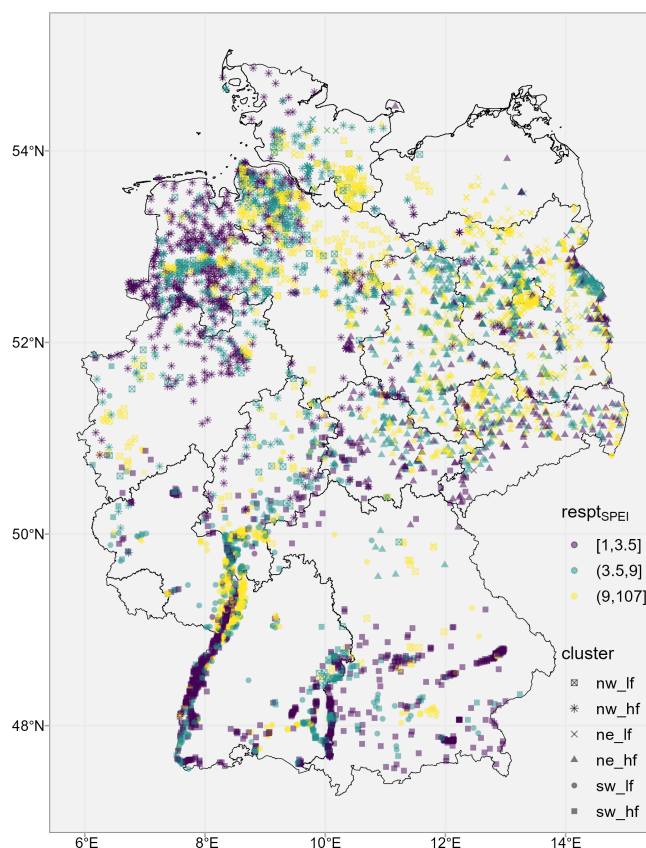 54°N
52°N
50°N
48°N
6°E 8°E 10°E 12°E 14°E
respt_SPEI
[1,3.5]
(3.5,9]
(9,107]
cluster
nw_lf
nw_hf
ne_lf
ne_hf
sw_lf
sw_hf